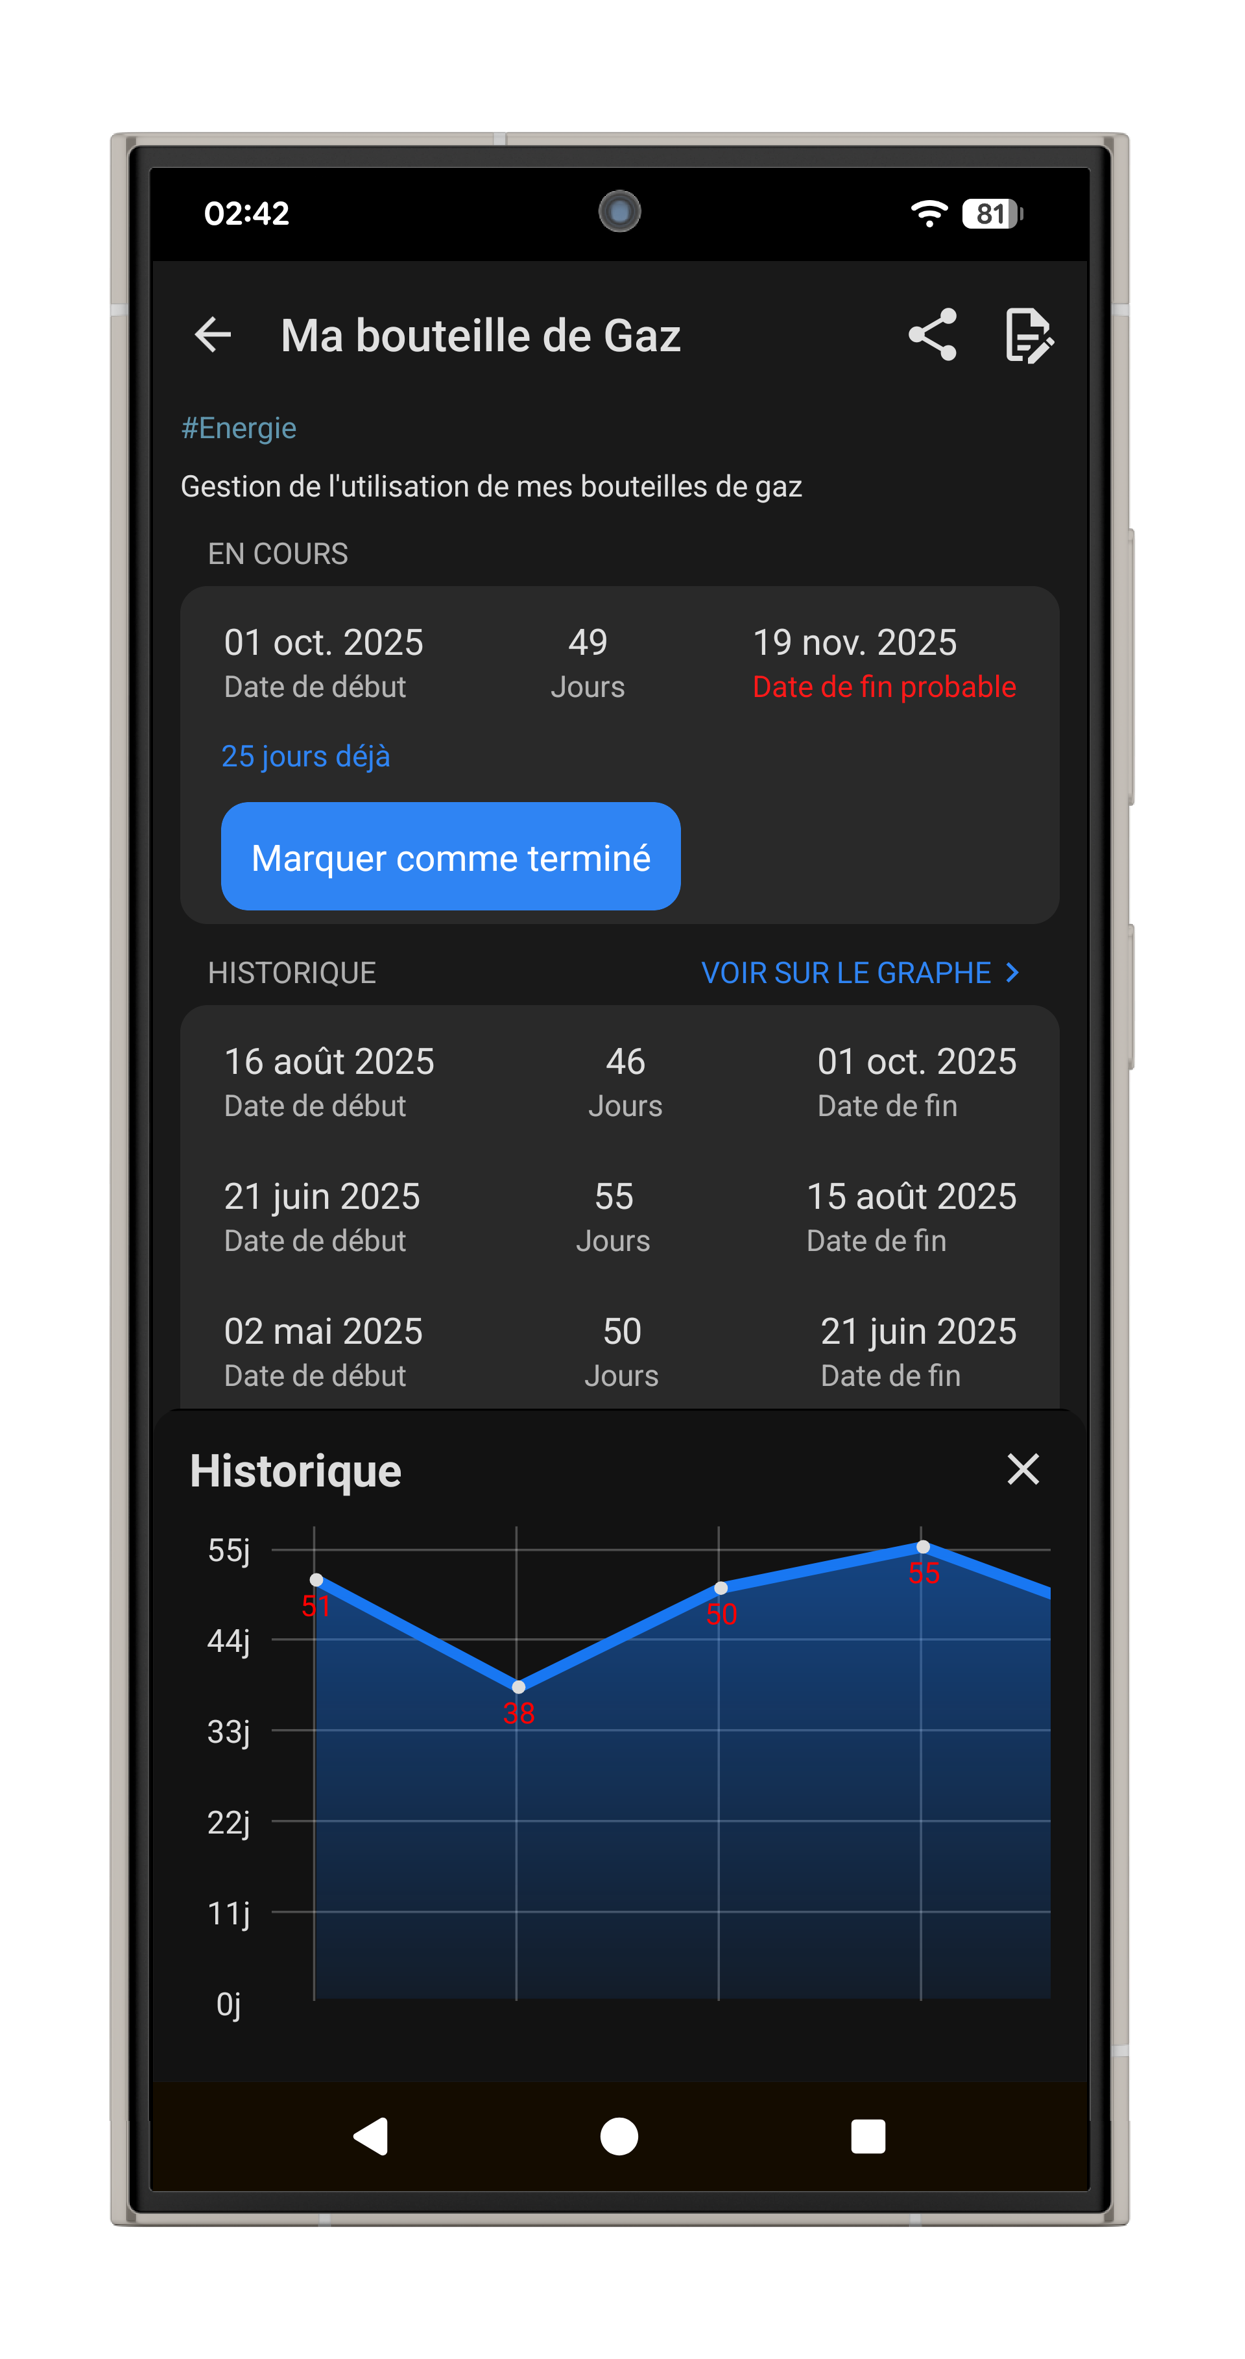 02:42
81
Ma bouteille de Gaz
#Energie
Gestion de l'utilisation de mes bouteilles de gaz
EN COURS
01 oct. 2025 49 19 nov. 2025
Date de début Jours Date de fin probable
25 jours déjà
Marquer comme terminé
HISTORIQUE VOIR SUR LE GRAPHE
16 août 2025 46 01 oct. 2025
Date de début Jours Date de fin
21 juin 2025 55 15 août 2025
Date de début Jours Date de fin
02 mai 2025 50 21 juin 2025
Date de début Jours Date de fin
Historique
55j
55
51
50
44j
38
33j
22j
11j
0j